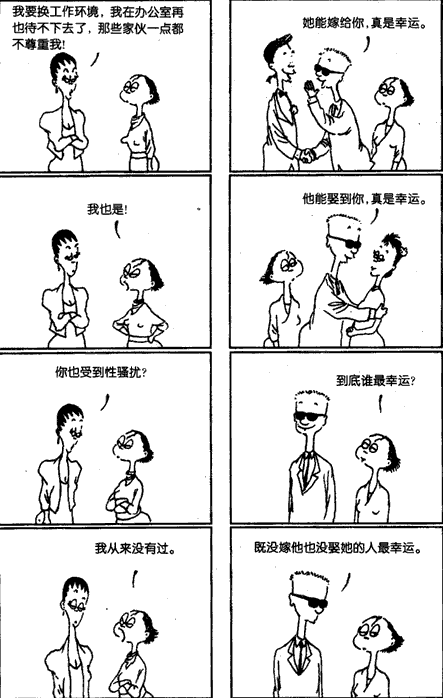 我要换工作环境，我在办公室再
也待不下去了，那些家伙一点都
不尊重我!
我也是!
你也受到性骚扰?
我从来没有过。
她能嫁给你,真是幸运。
他能娶到你,真是幸运。
到底谁最幸运?
既没嫁他也没娶她的人最幸运。